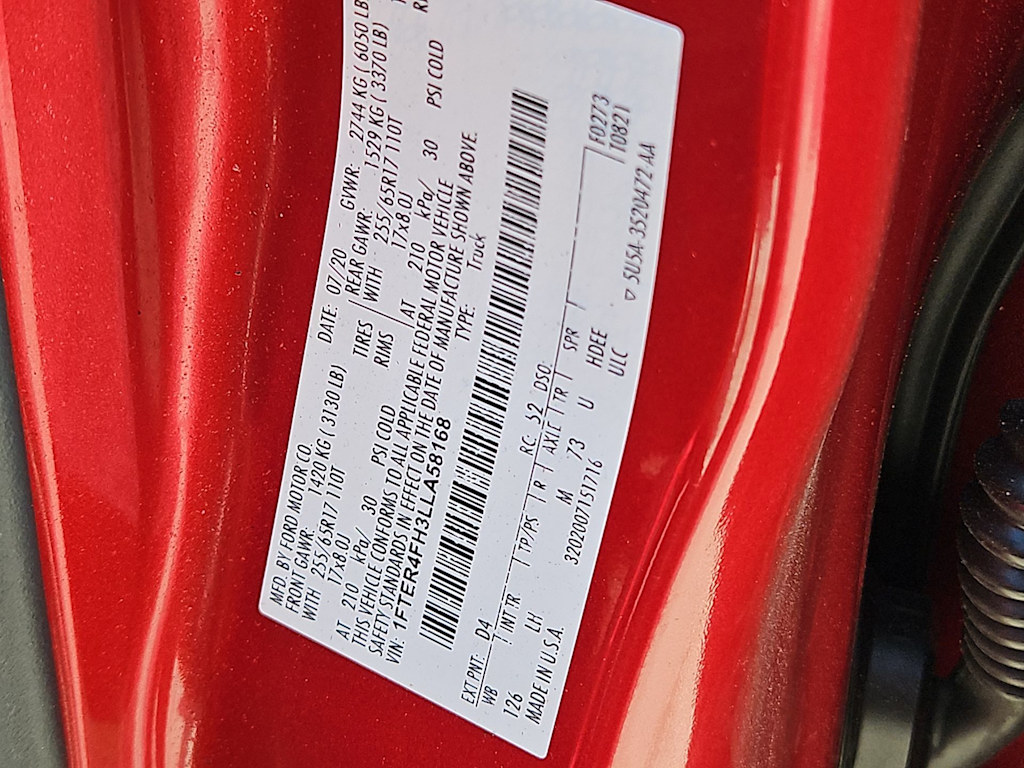 MFD. BY FORD MOTOR CO. DATE: 07/20 GVWR: 2744 KG ( 6050 LB
FRONT GAWR: 1420 KG ( 3130 LB) REAR GAWR: 1529 KG ( 3370 LB)
WITH 255/65R17 110T TIRES WITH 255/65R17 110T
17x8.0J RIMS 17x8.0J
AT 210 kPa/ 30 PSI COLD AT 210 kPa/ 30 PSI COLD
THIS VEHICLE CONFORMS TO ALL APPLICABLE FEDERAL MOTOR VEHICLE
SAFETY STANDARDS IN EFFECT ON THE DATE OF MANUFACTURE SHOWN ABOVE.
VIN: 1FTER4FH3LLA58168 TYPE: Truck
EXT PNT: D4 RC: 52 DSO:
WB INT TR TP/PS R AXLE TR SPR F0273
126 LH M 73 U HDEE T0821
MADE IN U.S.A. 3202007151716 ULC
▽ SU5A-3520472-AA